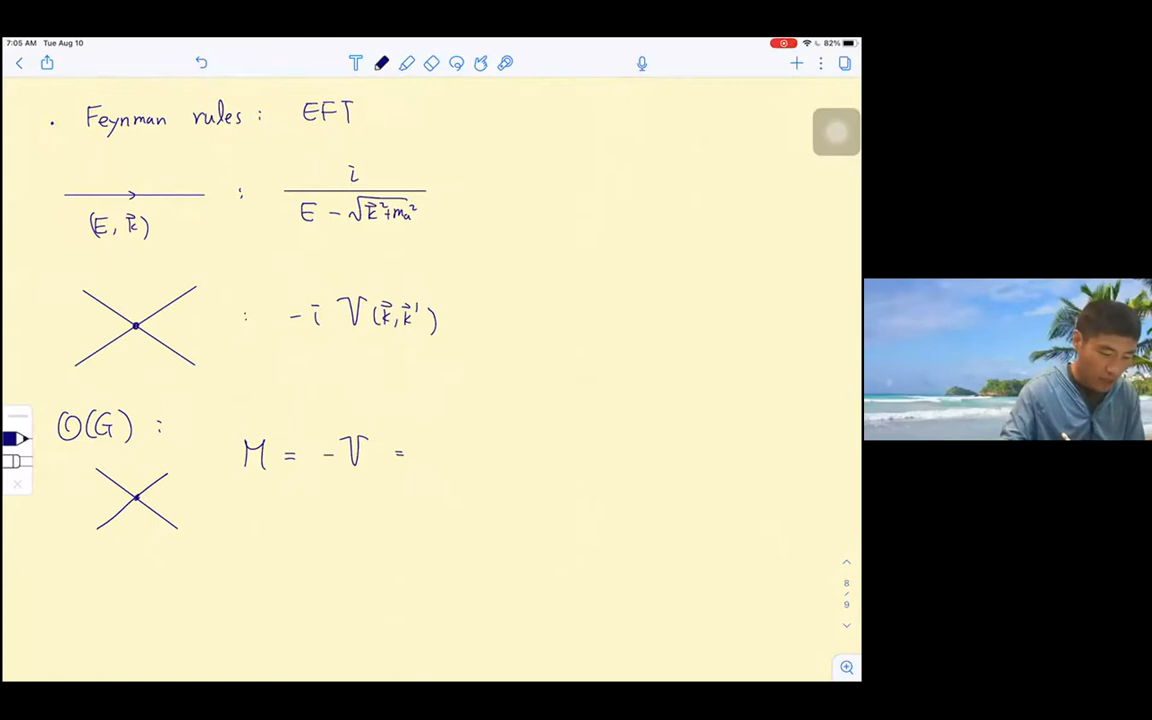 7:05 AM Tue Aug 10
82%
. Feynman rules : EFT
(E, k⃗) : i / (E − √(k⃗² + mₐ²))
: − i V(k⃗, k⃗')
O(G) :
M = − V =
8
/
9